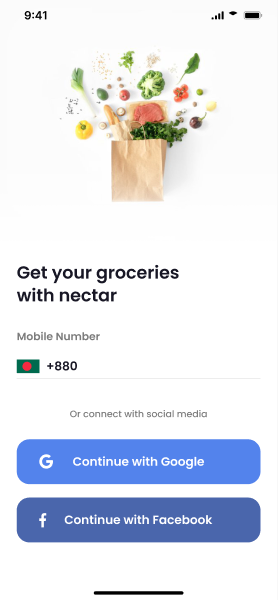 9:41
Get your groceries
with nectar
Mobile Number
+880
Or connect with social media
G Continue with Google
f Continue with Facebook